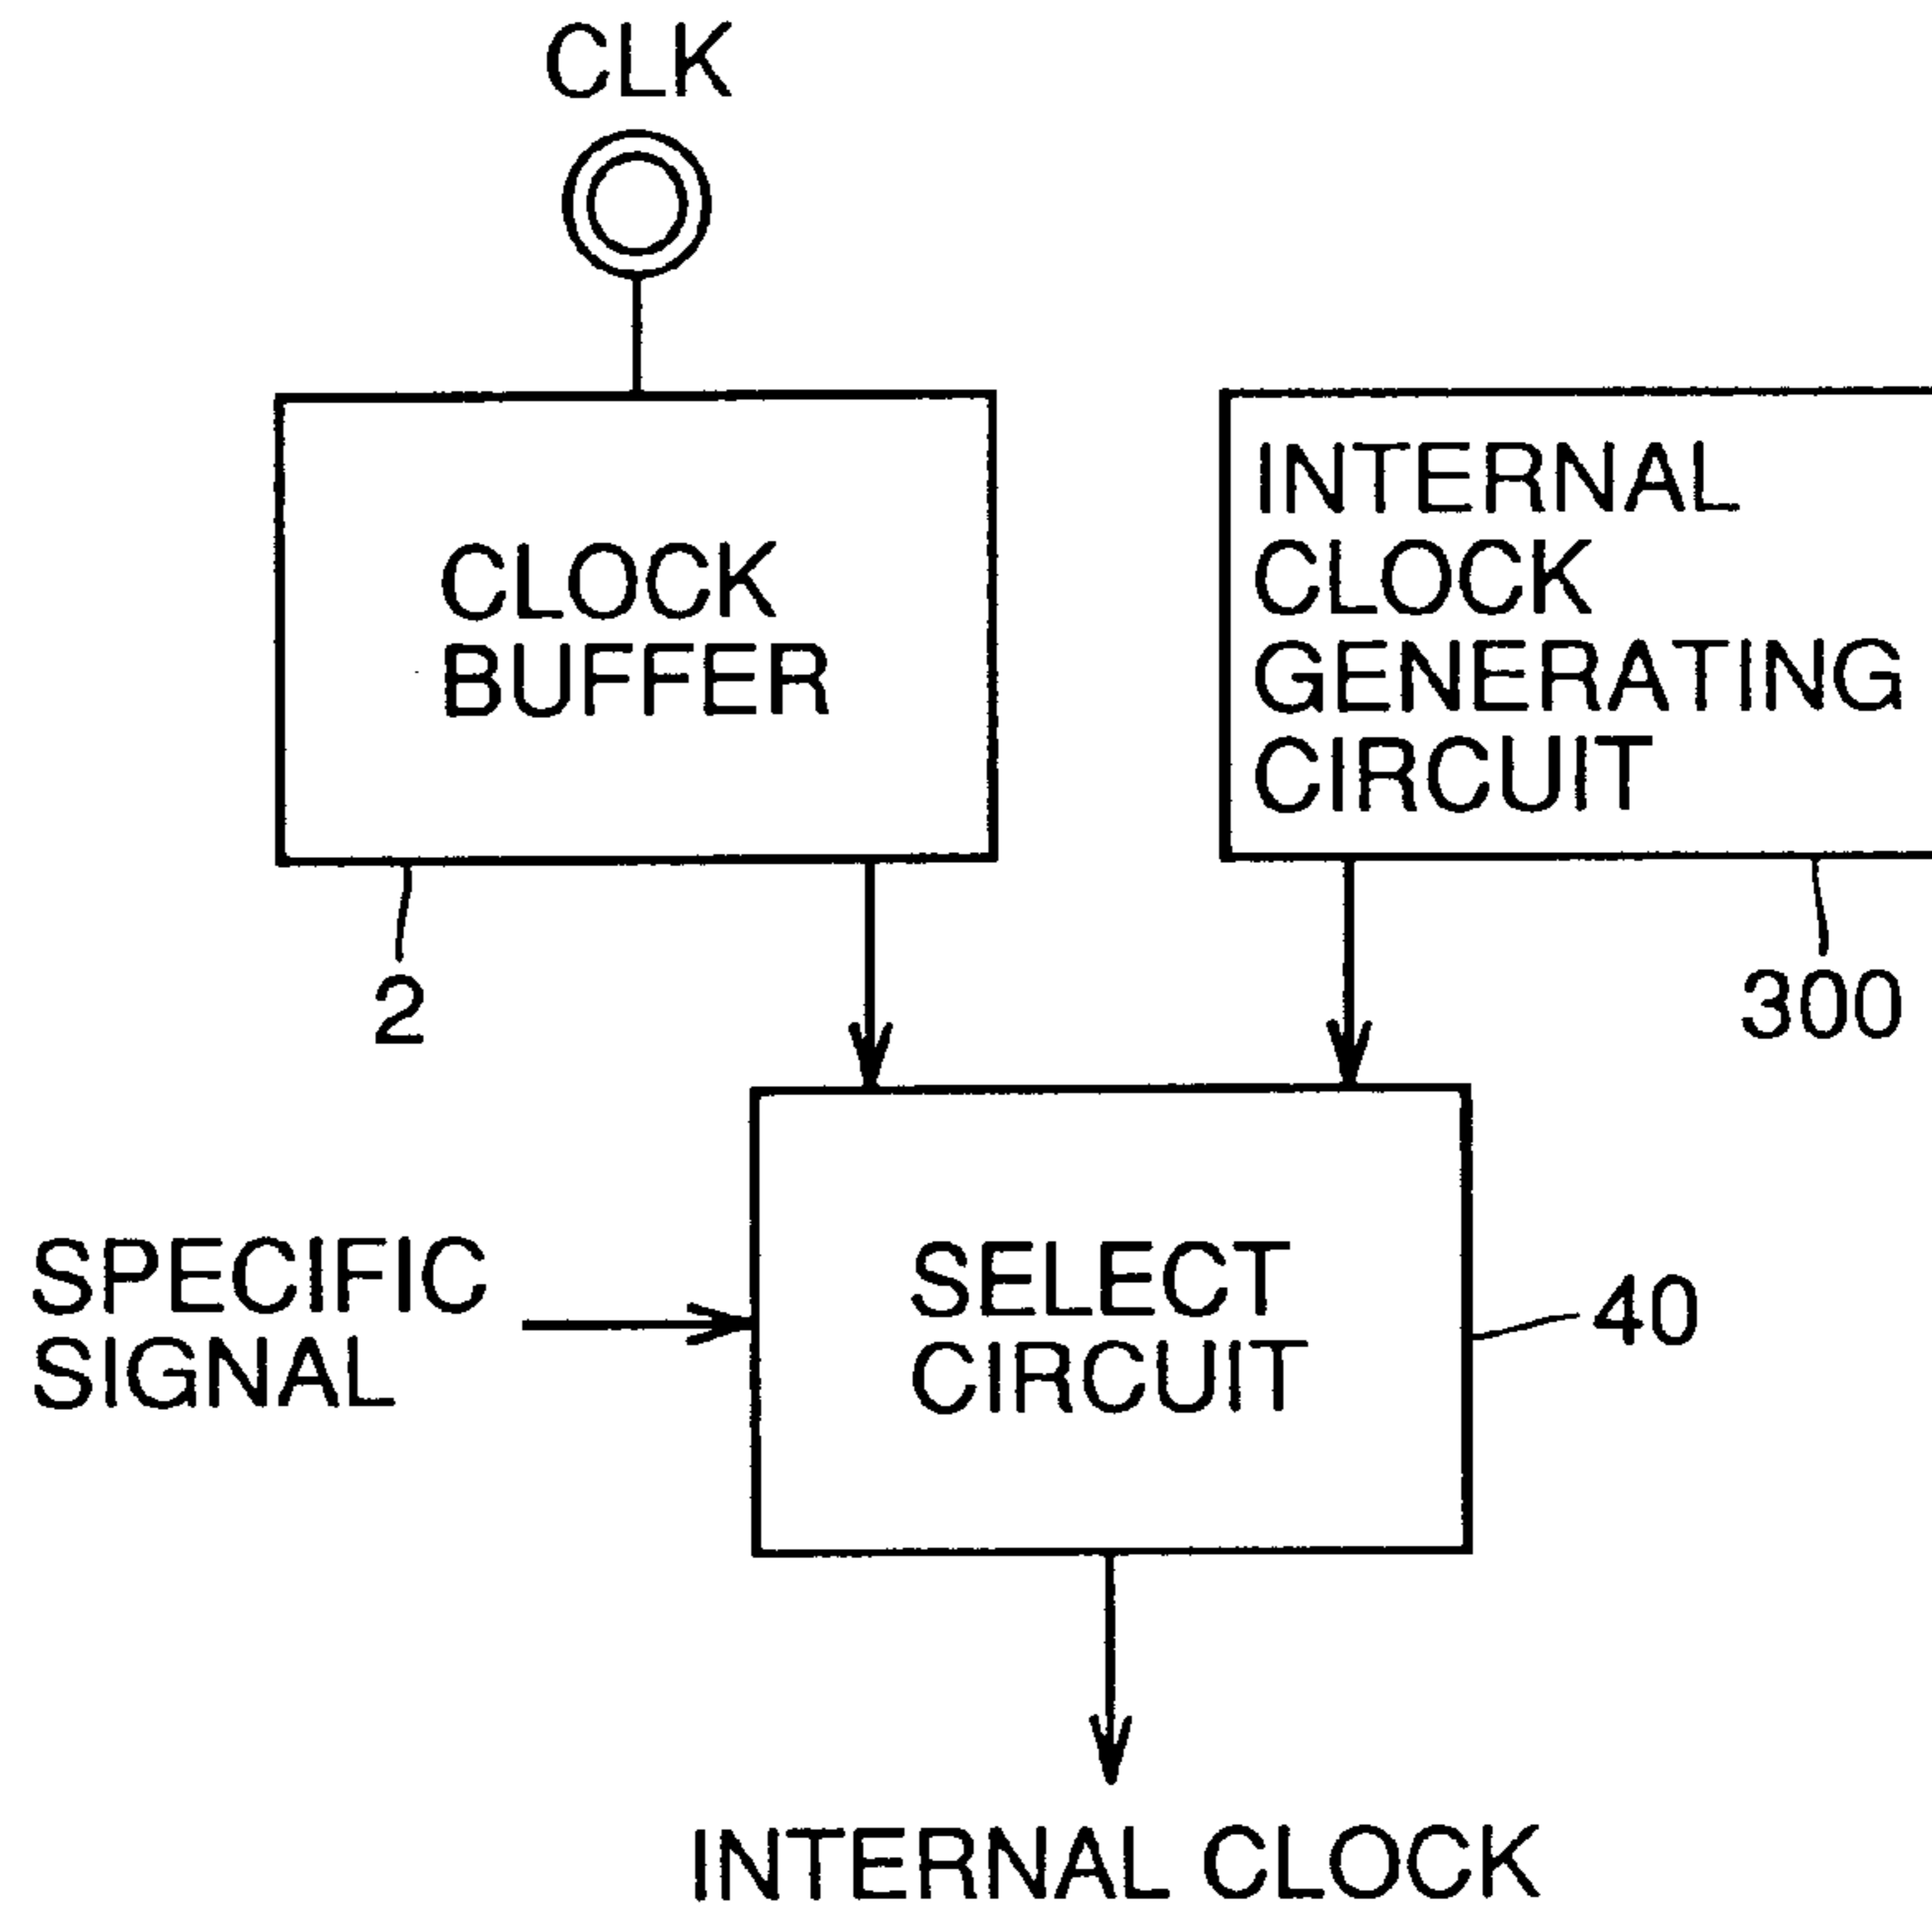 CLK
CLOCK
BUFFER
INTERNAL
CLOCK
GENERATING
CIRCUIT
2
300
SPECIFIC
SIGNAL
SELECT
CIRCUIT
40
INTERNAL CLOCK